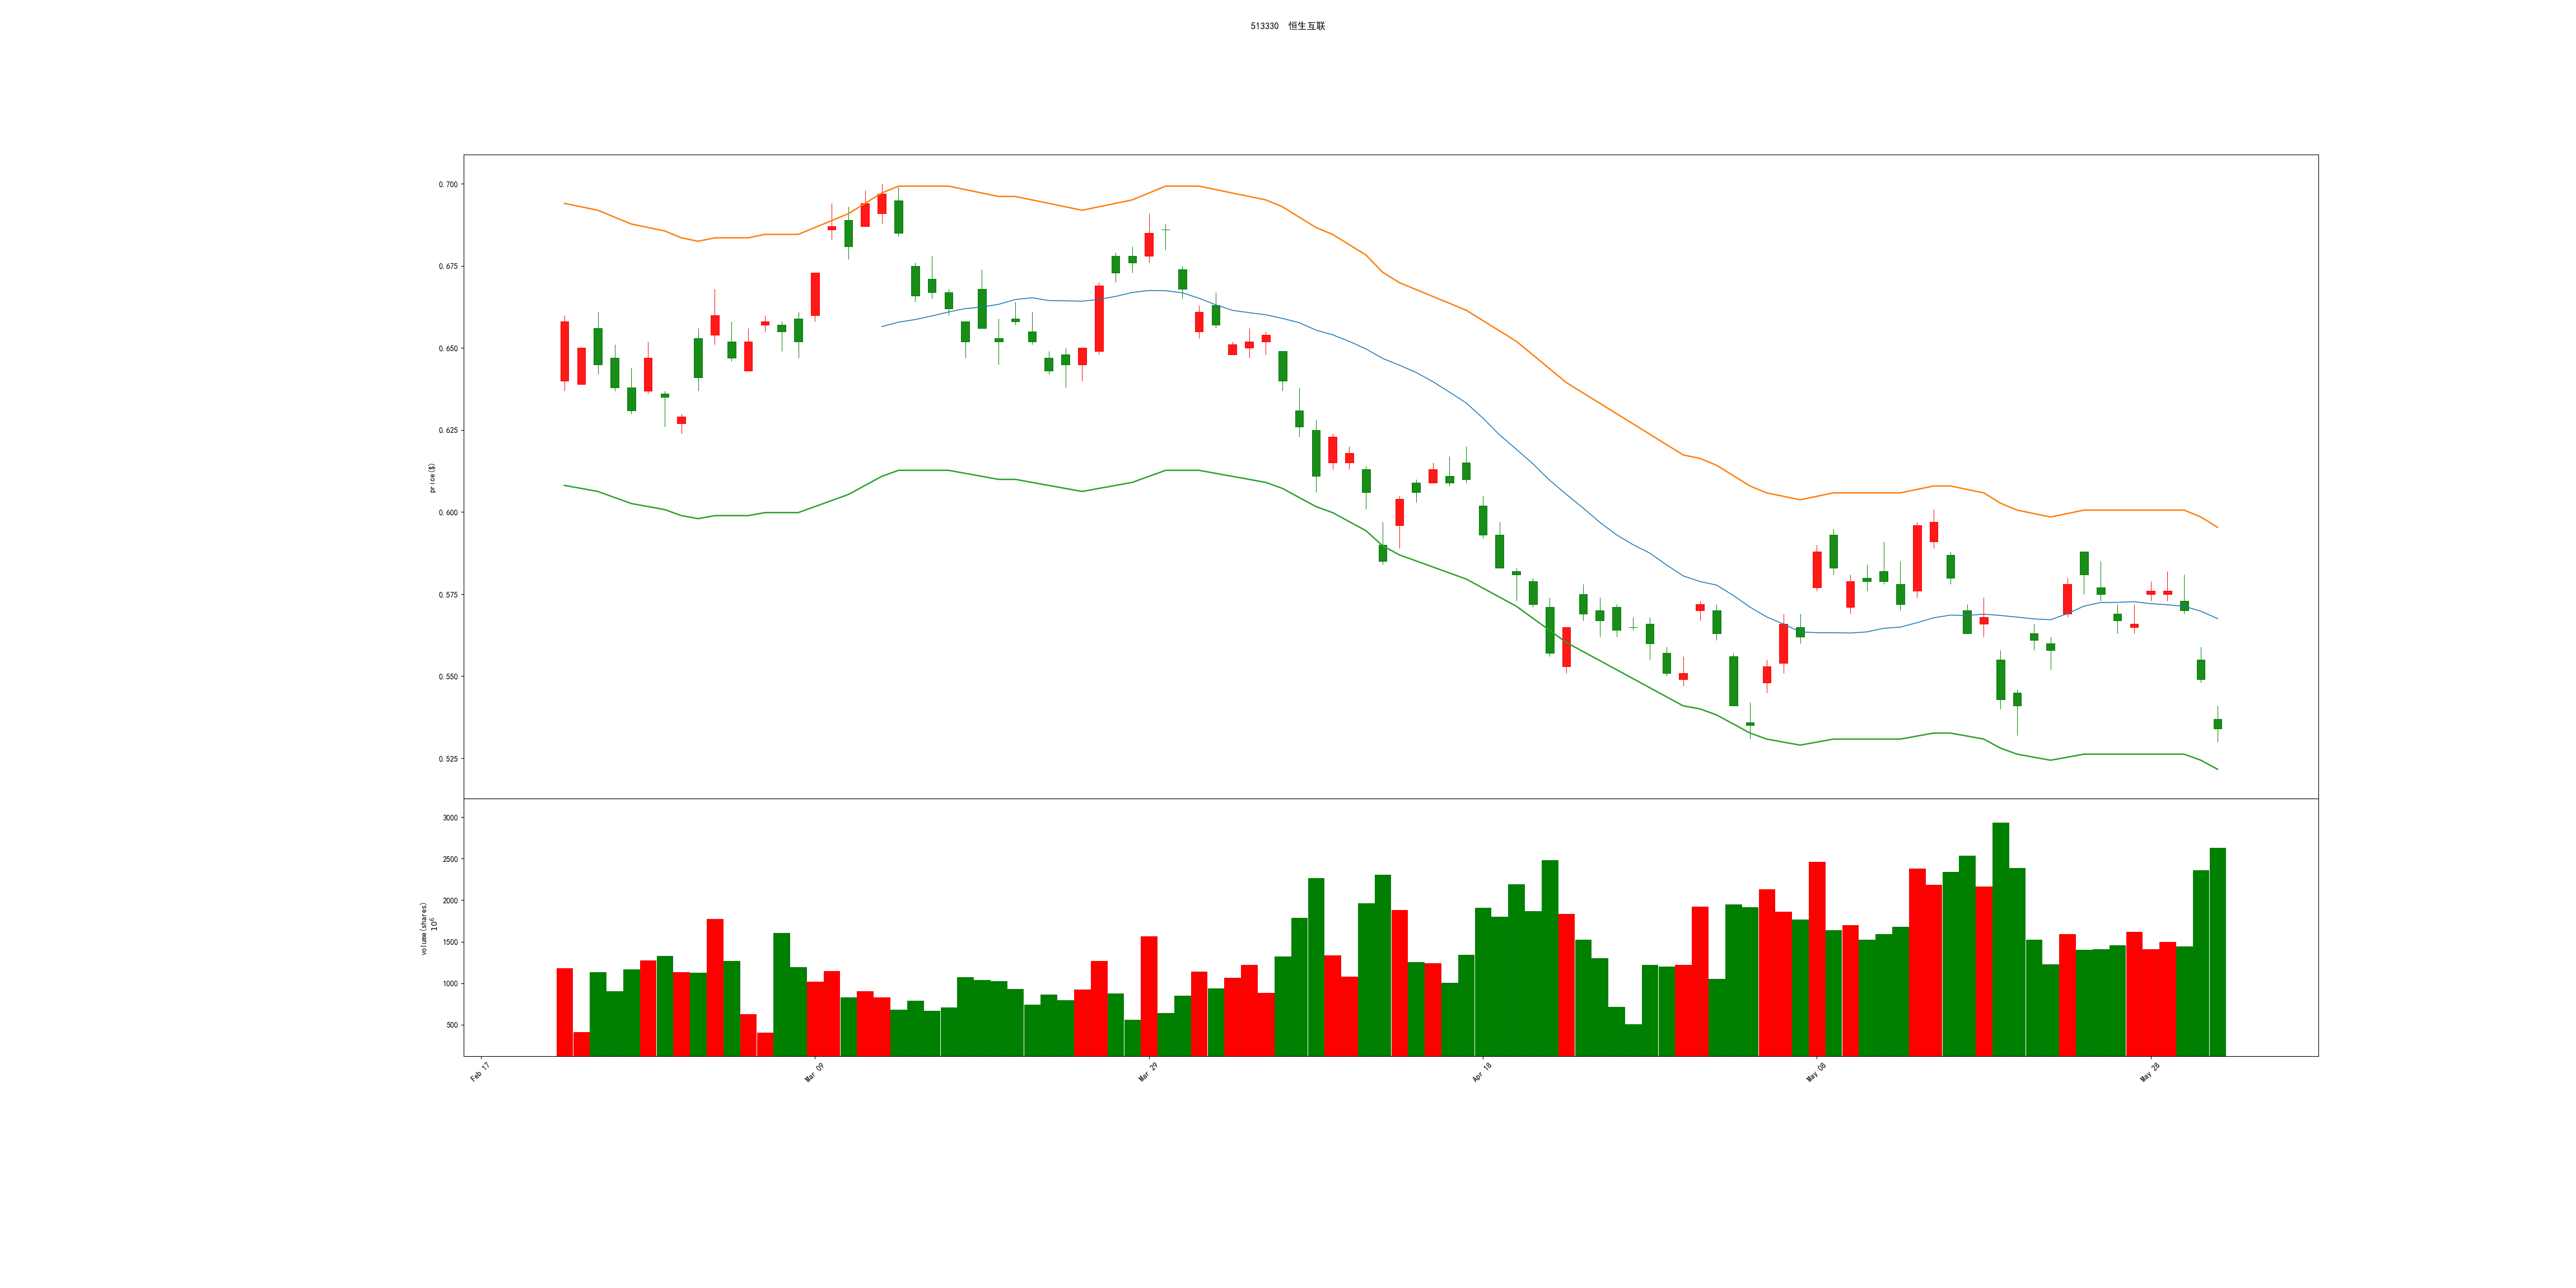 513330 恒生互联
price($)
0.700
0.675
0.650
0.625
0.600
0.575
0.550
0.525
volume(shares)
10⁶
3000
2500
2000
1500
1000
500
Feb 17
Mar 09
Mar 29
Apr 18
May 08
May 28